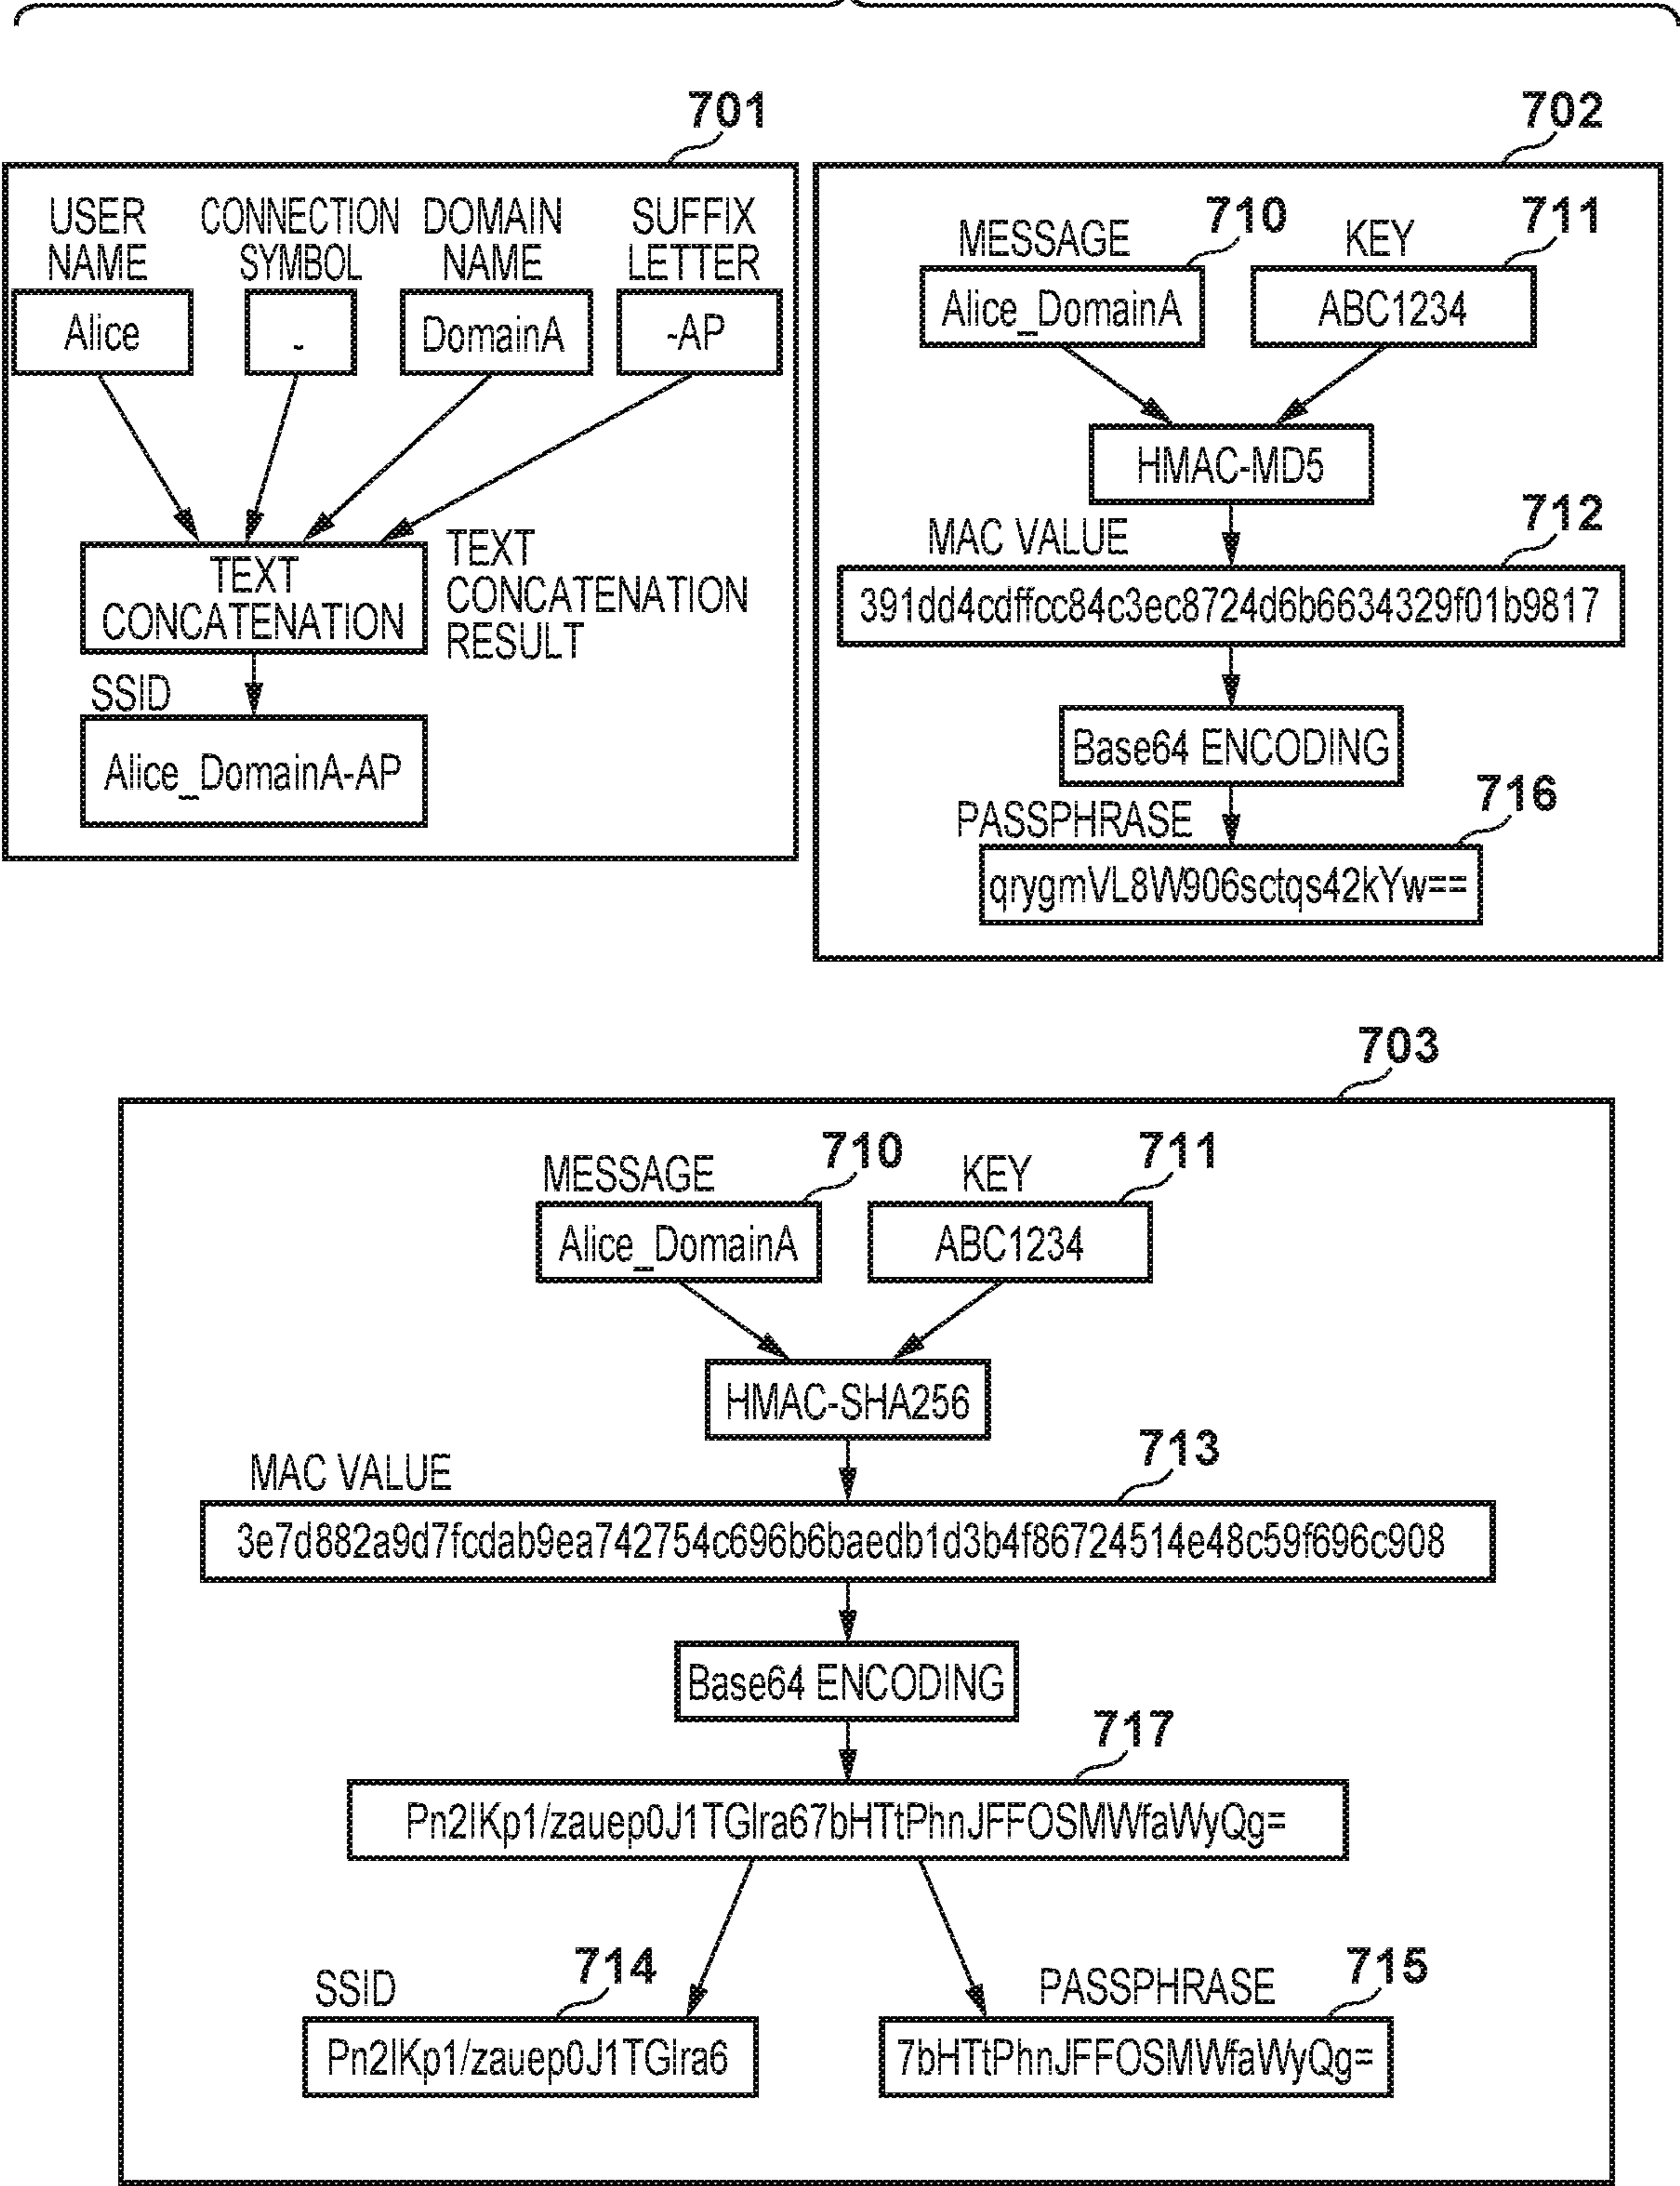 701
USER NAME
CONNECTION SYMBOL
DOMAIN NAME
SUFFIX LETTER
Alice
_
DomainA
-AP
TEXT
CONCATENATION
TEXT
CONCATENATION
RESULT
SSID
Alice_DomainA-AP
702
MESSAGE
710
KEY
711
Alice_DomainA
ABC1234
HMAC-MD5
MAC VALUE
712
391dd4cdffcc84c3ec8724d6b6634329f01b9817
Base64 ENCODING
PASSPHRASE
716
qrygmVL8W906sctqs42kYw==
703
MESSAGE
710
KEY
711
Alice_DomainA
ABC1234
HMAC-SHA256
MAC VALUE
713
3e7d882a9d7fcdab9ea742754c696b6baedb1d3b4f86724514e48c59f696c908
Base64 ENCODING
717
Pn2IKp1/zauep0J1TGlra67bHTtPhnJFFOSMWfaWyQg=
SSID
714
Pn2IKp1/zauep0J1TGlra6
PASSPHRASE
715
7bHTtPhnJFFOSMWfaWyQg=